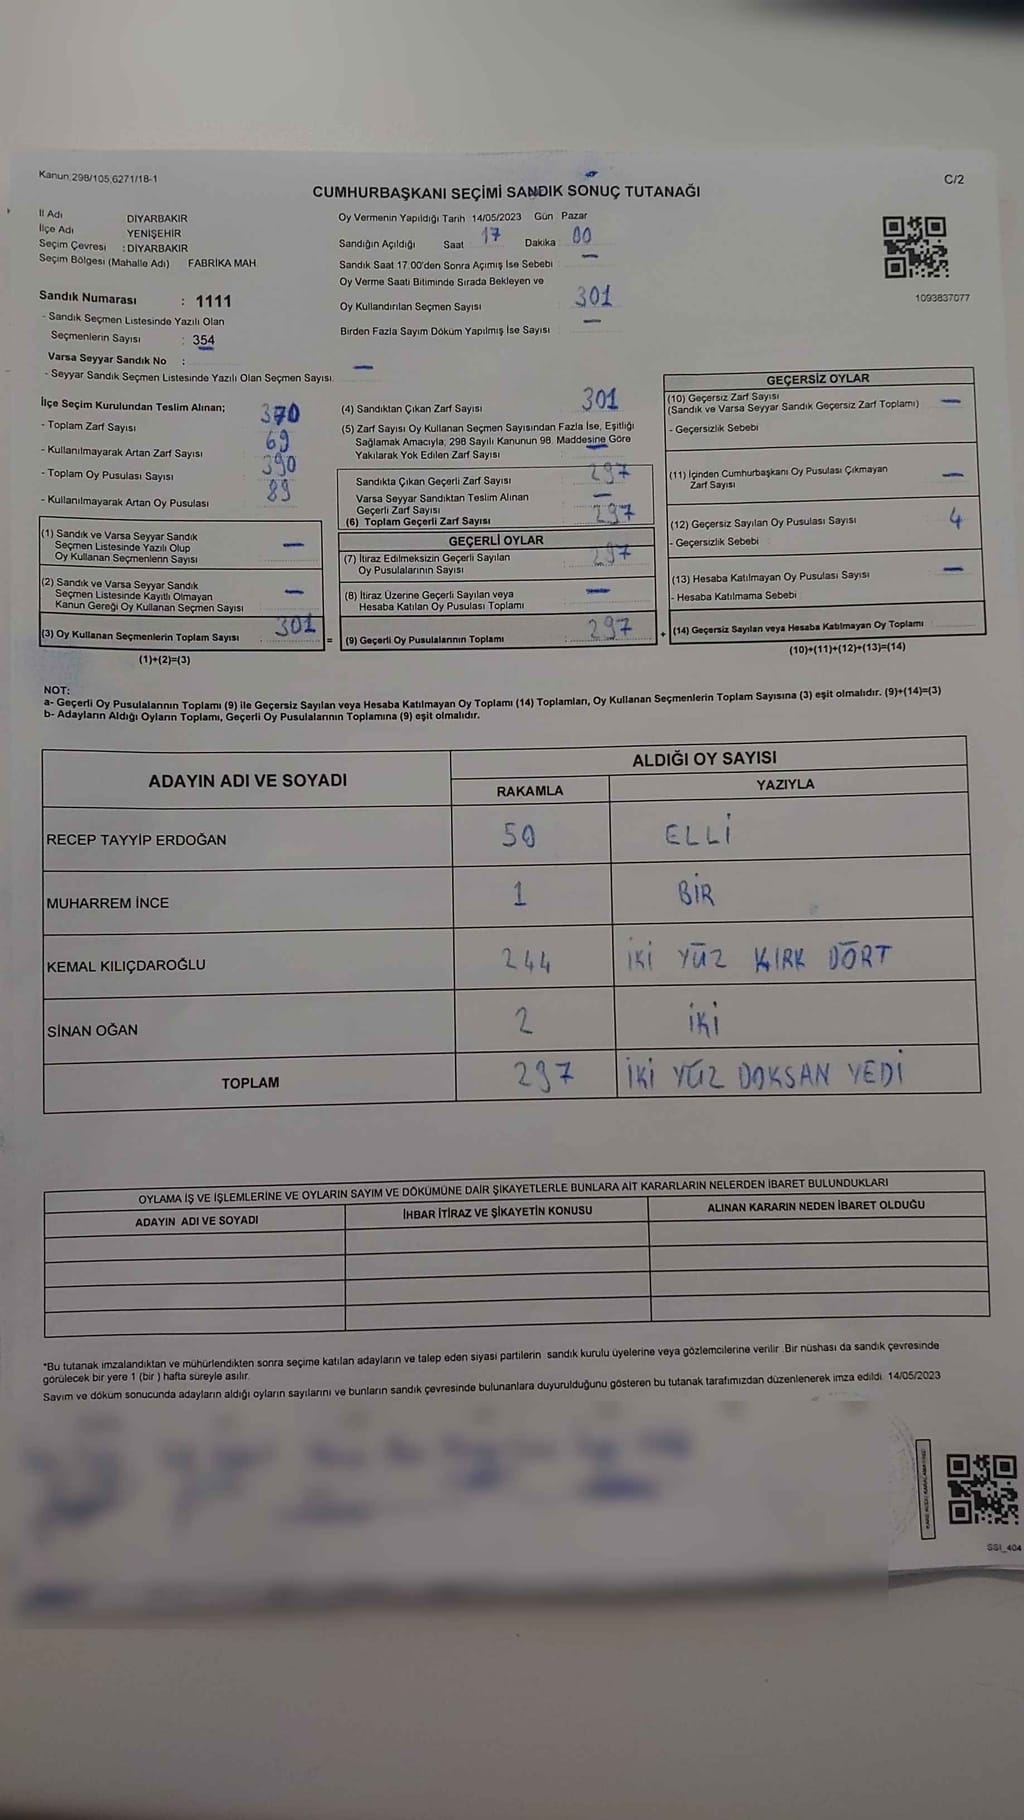 Kanun.298/105,6271/18-1
C/2
CUMHURBAŞKANI SEÇİMİ SANDIK SONUÇ TUTANAĞI
İl Adı DİYARBAKIR
İlçe Adı YENİŞEHİR
Seçim Çevresi : DİYARBAKIR
Seçim Bölgesi (Mahalle Adı) FABRİKA MAH.
Sandık Numarası : 1111
- Sandık Seçmen Listesinde Yazılı Olan
Seçmenlerin Sayısı : 354
Varsa Seyyar Sandık No :
- Seyyar Sandık Seçmen Listesinde Yazılı Olan Seçmen Sayısı: —
Oy Vermenin Yapıldığı Tarih 14/05/2023 Gün Pazar
Sandığın Açıldığı Saat 17 Dakika 00
Sandık Saat 17:00'den Sonra Açımış İse Sebebi —
Oy Verme Saati Bitiminde Sırada Bekleyen ve
Oy Kullandırılan Seçmen Sayısı 301
Birden Fazla Sayım Döküm Yapılmış İse Sayısı —
1093837077
İlçe Seçim Kurulundan Teslim Alınan;
- Toplam Zarf Sayısı 370
- Kullanılmayarak Artan Zarf Sayısı 69
- Toplam Oy Pusulası Sayısı 390
- Kullanılmayarak Artan Oy Pusulası 89
(1) Sandık ve Varsa Seyyar Sandık
Seçmen Listesinde Yazılı Olup
Oy Kullanan Seçmenlerin Sayısı —
(2) Sandık ve Varsa Seyyar Sandık
Seçmen Listesinde Kayıtlı Olmayan
Kanun Gereği Oy Kullanan Seçmen Sayısı —
(3) Oy Kullanan Seçmenlerin Toplam Sayısı : 301 =
(1)+(2)=(3)
(4) Sandıktan Çıkan Zarf Sayısı 301
(5) Zarf Sayısı Oy Kullanan Seçmen Sayısından Fazla İse, Eşitliği
Sağlamak Amacıyla, 298 Sayılı Kanunun 98. Maddesine Göre
Yakılarak Yok Edilen Zarf Sayısı : —
Sandıkta Çıkan Geçerli Zarf Sayısı 297
Varsa Seyyar Sandıktan Teslim Alınan
Geçerli Zarf Sayısı —
(6) Toplam Geçerli Zarf Sayısı 297
GEÇERLİ OYLAR
(7) İtiraz Edilmeksizin Geçerli Sayılan
Oy Pusulalarının Sayısı 297
(8) İtiraz Üzerine Geçerli Sayılan veya
Hesaba Katılan Oy Pusulası Toplamı —
(9) Geçerli Oy Pusulalarının Toplamı : 297 +
GEÇERSİZ OYLAR
(10) Geçersiz Zarf Sayısı
(Sandık ve Varsa Seyyar Sandık Geçersiz Zarf Toplamı) —
- Geçersizlik Sebebi
(11) İçinden Cumhurbaşkanı Oy Pusulası Çıkmayan
Zarf Sayısı —
(12) Geçersiz Sayılan Oy Pusulası Sayısı 4
- Geçersizlik Sebebi
(13) Hesaba Katılmayan Oy Pusulası Sayısı —
- Hesaba Katılmama Sebebi
(14) Geçersiz Sayılan veya Hesaba Katılmayan Oy Toplamı
(10)+(11)+(12)+(13)=(14)
NOT:
a- Geçerli Oy Pusulalarının Toplamı (9) ile Geçersiz Sayılan veya Hesaba Katılmayan Oy Toplamı (14) Toplamları, Oy Kullanan Seçmenlerin Toplam Sayısına (3) eşit olmalıdır. (9)+(14)=(3)
b- Adayların Aldığı Oyların Toplamı, Geçerli Oy Pusulalarının Toplamına (9) eşit olmalıdır.
ADAYIN ADI VE SOYADI ALDIĞI OY SAYISI
RAKAMLA YAZIYLA
RECEP TAYYİP ERDOĞAN 50 ELLİ
MUHARREM İNCE 1 BİR
KEMAL KILIÇDAROĞLU 244 İKİ YÜZ KIRK DÖRT
SİNAN OĞAN 2 İKİ
TOPLAM 297 İKİ YÜZ DOKSAN YEDİ
OYLAMA İŞ VE İŞLEMLERİNE VE OYLARIN SAYIM VE DÖKÜMÜNE DAİR ŞİKAYETLERLE BUNLARA AİT KARARLARIN NELERDEN İBARET BULUNDUKLARI
ADAYIN ADI VE SOYADI İHBAR İTİRAZ VE ŞİKAYETİN KONUSU ALINAN KARARIN NEDEN İBARET OLDUĞU
*Bu tutanak imzalandıktan ve mühürlendikten sonra seçime katılan adayların ve talep eden siyasi partilerin sandık kurulu üyelerine veya gözlemcilerine verilir. Bir nüshası da sandık çevresinde
görülecek bir yere 1 (bir ) hafta süreyle asılır.
Sayım ve döküm sonucunda adayların aldığı oyların sayılarını ve bunların sandık çevresinde bulunanlara duyurulduğunu gösteren bu tutanak tarafımızdan düzenlenerek imza edildi. 14/05/2023
SSI_404